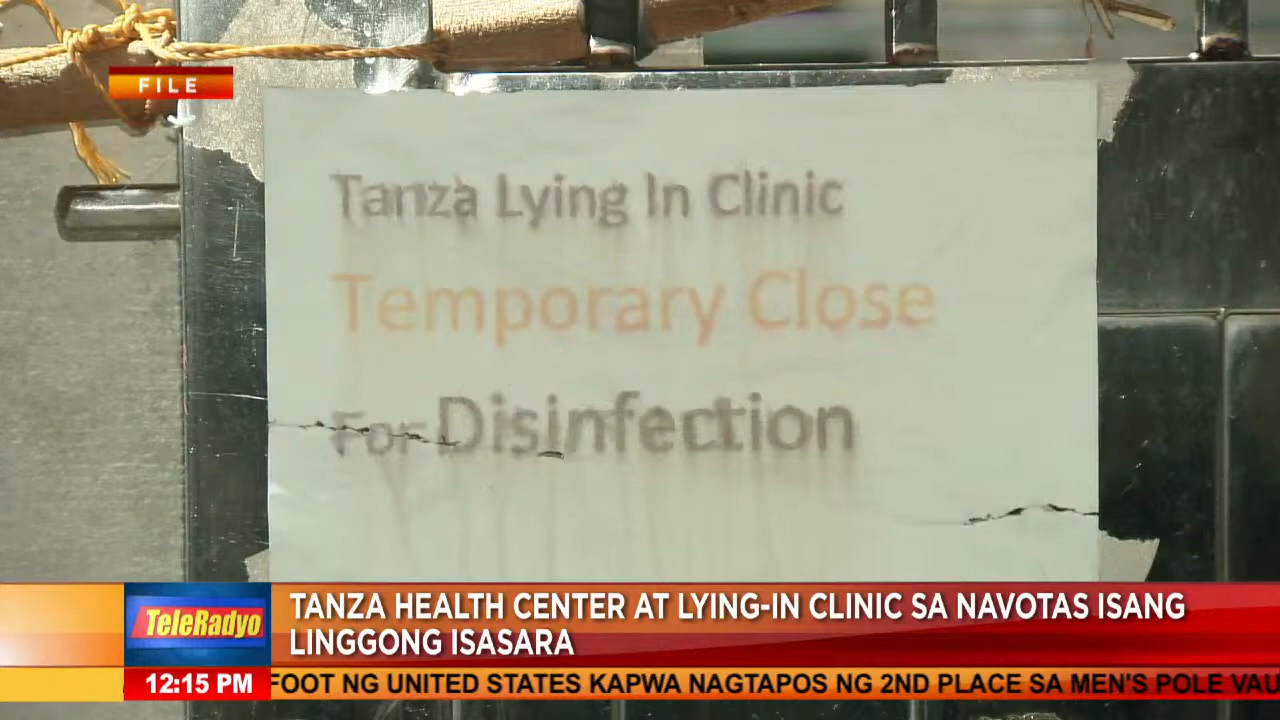 FILE
Tanza Lying In Clinic
Temporary Close
For Disinfection
TeleRadyo
TANZA HEALTH CENTER AT LYING-IN CLINIC SA NAVOTAS ISANG
LINGGONG ISASARA
12:15 PM
FOOT NG UNITED STATES KAPWA NAGTAPOS NG 2ND PLACE SA MEN'S POLE VAU